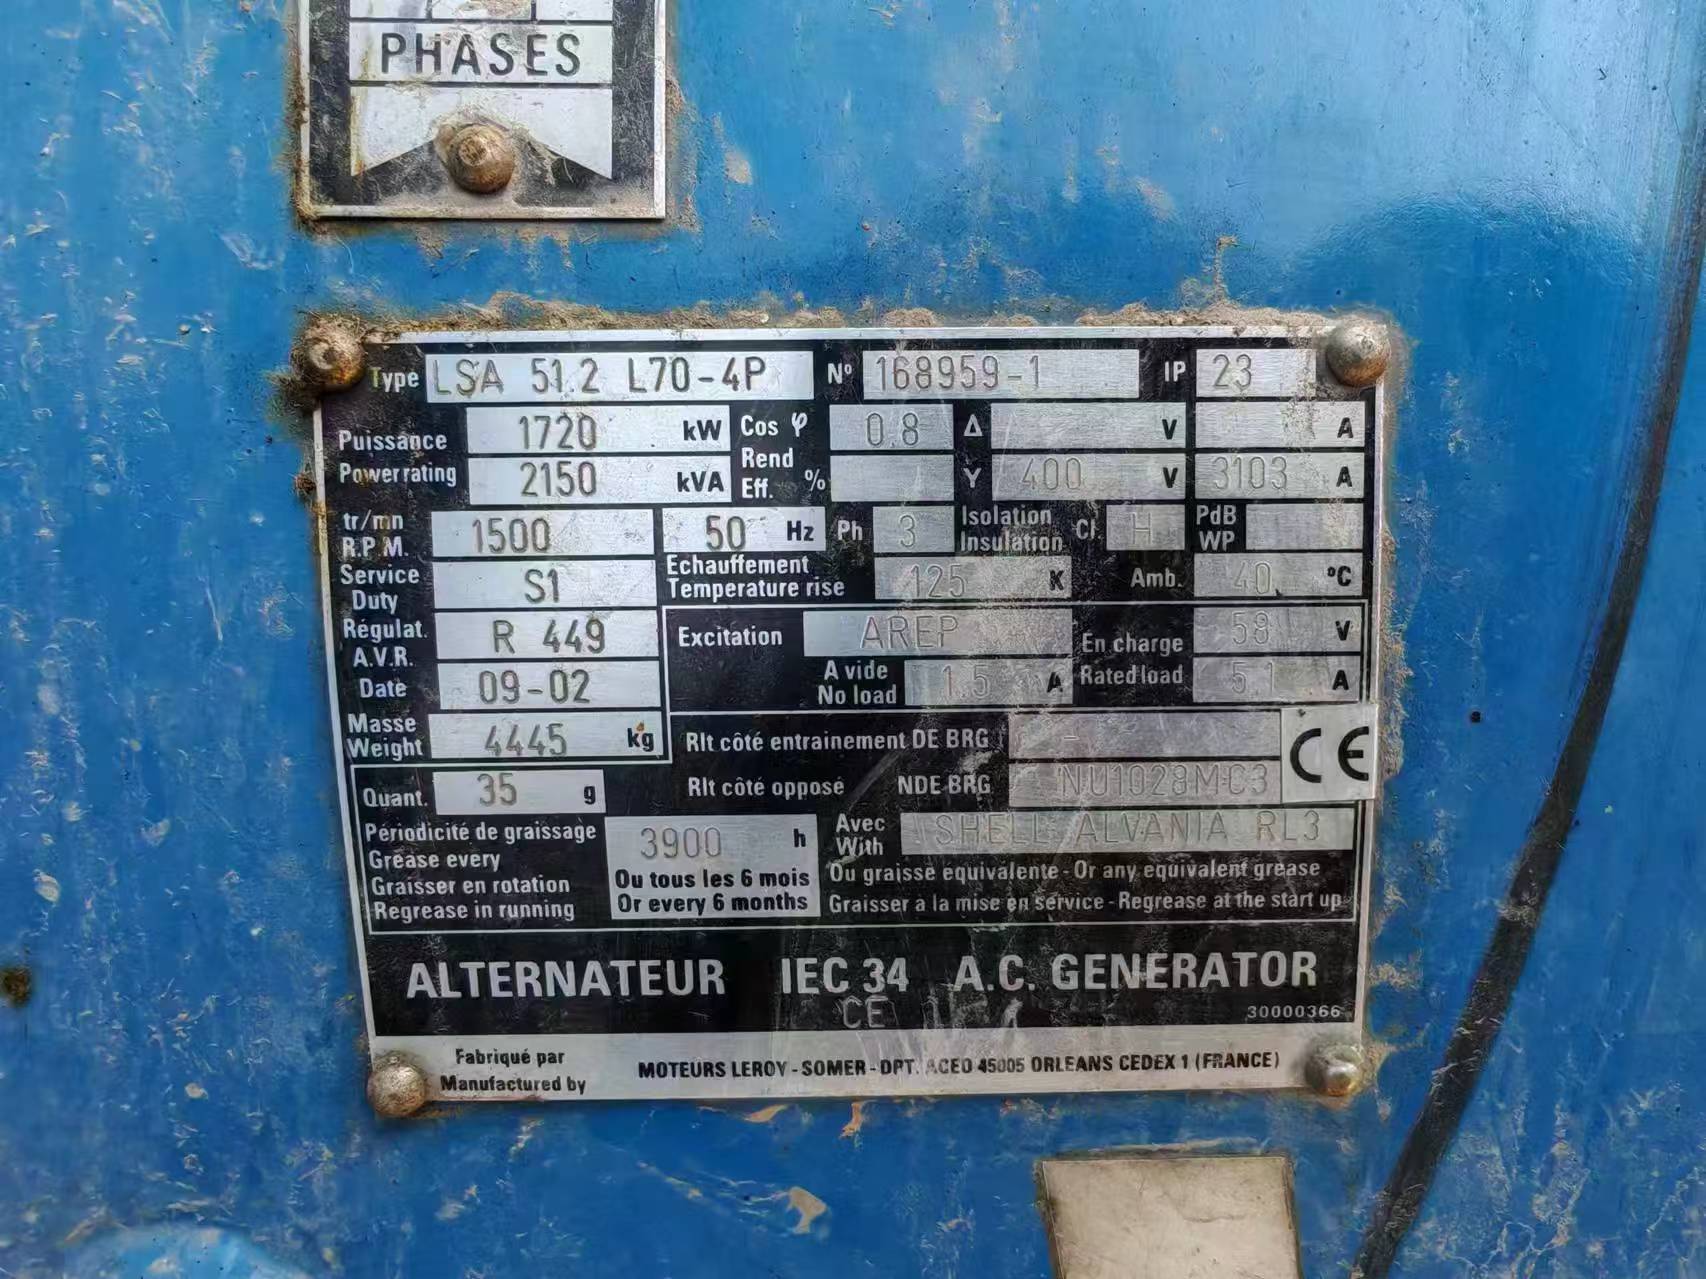 PHASES
Type LSA 51.2 L70-4P N° 168959-1 IP 23
Puissance 1720 kW Cos φ 0.8 Δ V A
Power rating 2150 kVA Rend Eff. % Y 400 V 3103 A
tr/mn R.P.M. 1500 50 Hz Ph 3 Isolation Insulation Cl H PdB WP
Service Duty S1 Echauffement Temperature rise 125 K Amb. 40 °C
Régulat. A.V.R. R 449 Excitation AREP En charge 58 V
Date 09-02 A vide No load 1.5 A Rated load 5.1 A
Masse Weight 4445 kg Rlt côté entrainement DE BRG -
Quant. 35 g Rlt côté opposé NDE BRG NU1028MC3
CE
Périodicité de graissage
Grease every 3900 h Avec With SHELL ALVANIA RL3
Graisser en rotation Ou tous les 6 mois Ou graisse equivalente - Or any equivalent grease
Regrease in running Or every 6 months Graisser à la mise en service - Regrease at the start up
ALTERNATEUR IEC 34 A.C. GENERATOR
CE 30000366
Fabriqué par
Manufactured by MOTEURS LEROY - SOMER - DPT. ACEO 45005 ORLEANS CEDEX 1 (FRANCE)